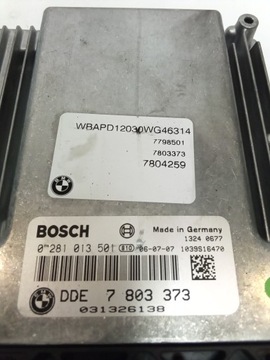 WBAPD12030WG46314
7798501
7803373
7804259
BOSCH
Made in Germany
1324 0677
0 281 013 501
06-07-07 1039S16470
DDE 7 803 373
031326138